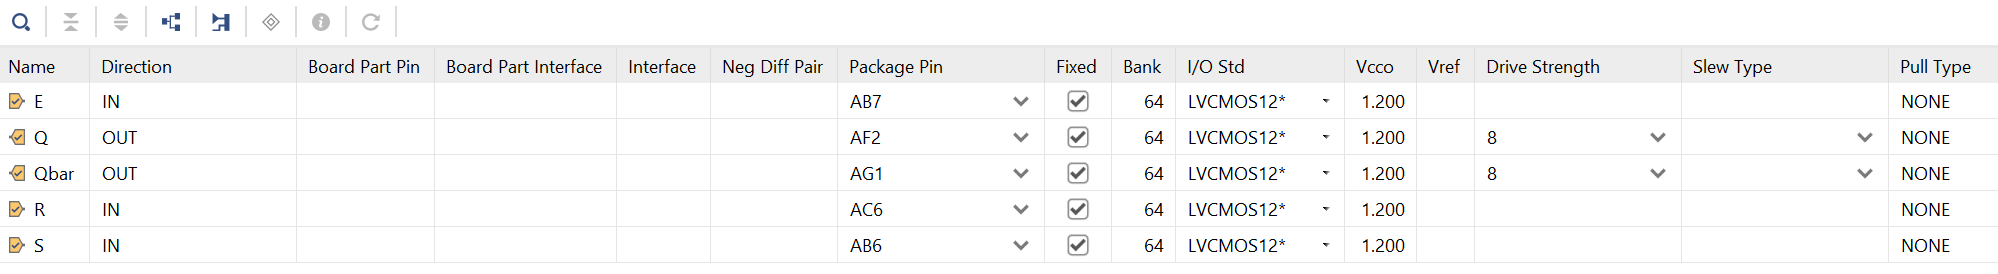 Name Direction Board Part Pin Board Part Interface Interface Neg Diff Pair Package Pin Fixed Bank I/O Std Vcco Vref Drive Strength Slew Type Pull Type
E IN AB7 64 LVCMOS12* 1.200 NONE
Q OUT AF2 64 LVCMOS12* 1.200 8 NONE
Qbar OUT AG1 64 LVCMOS12* 1.200 8 NONE
R IN AC6 64 LVCMOS12* 1.200 NONE
S IN AB6 64 LVCMOS12* 1.200 NONE